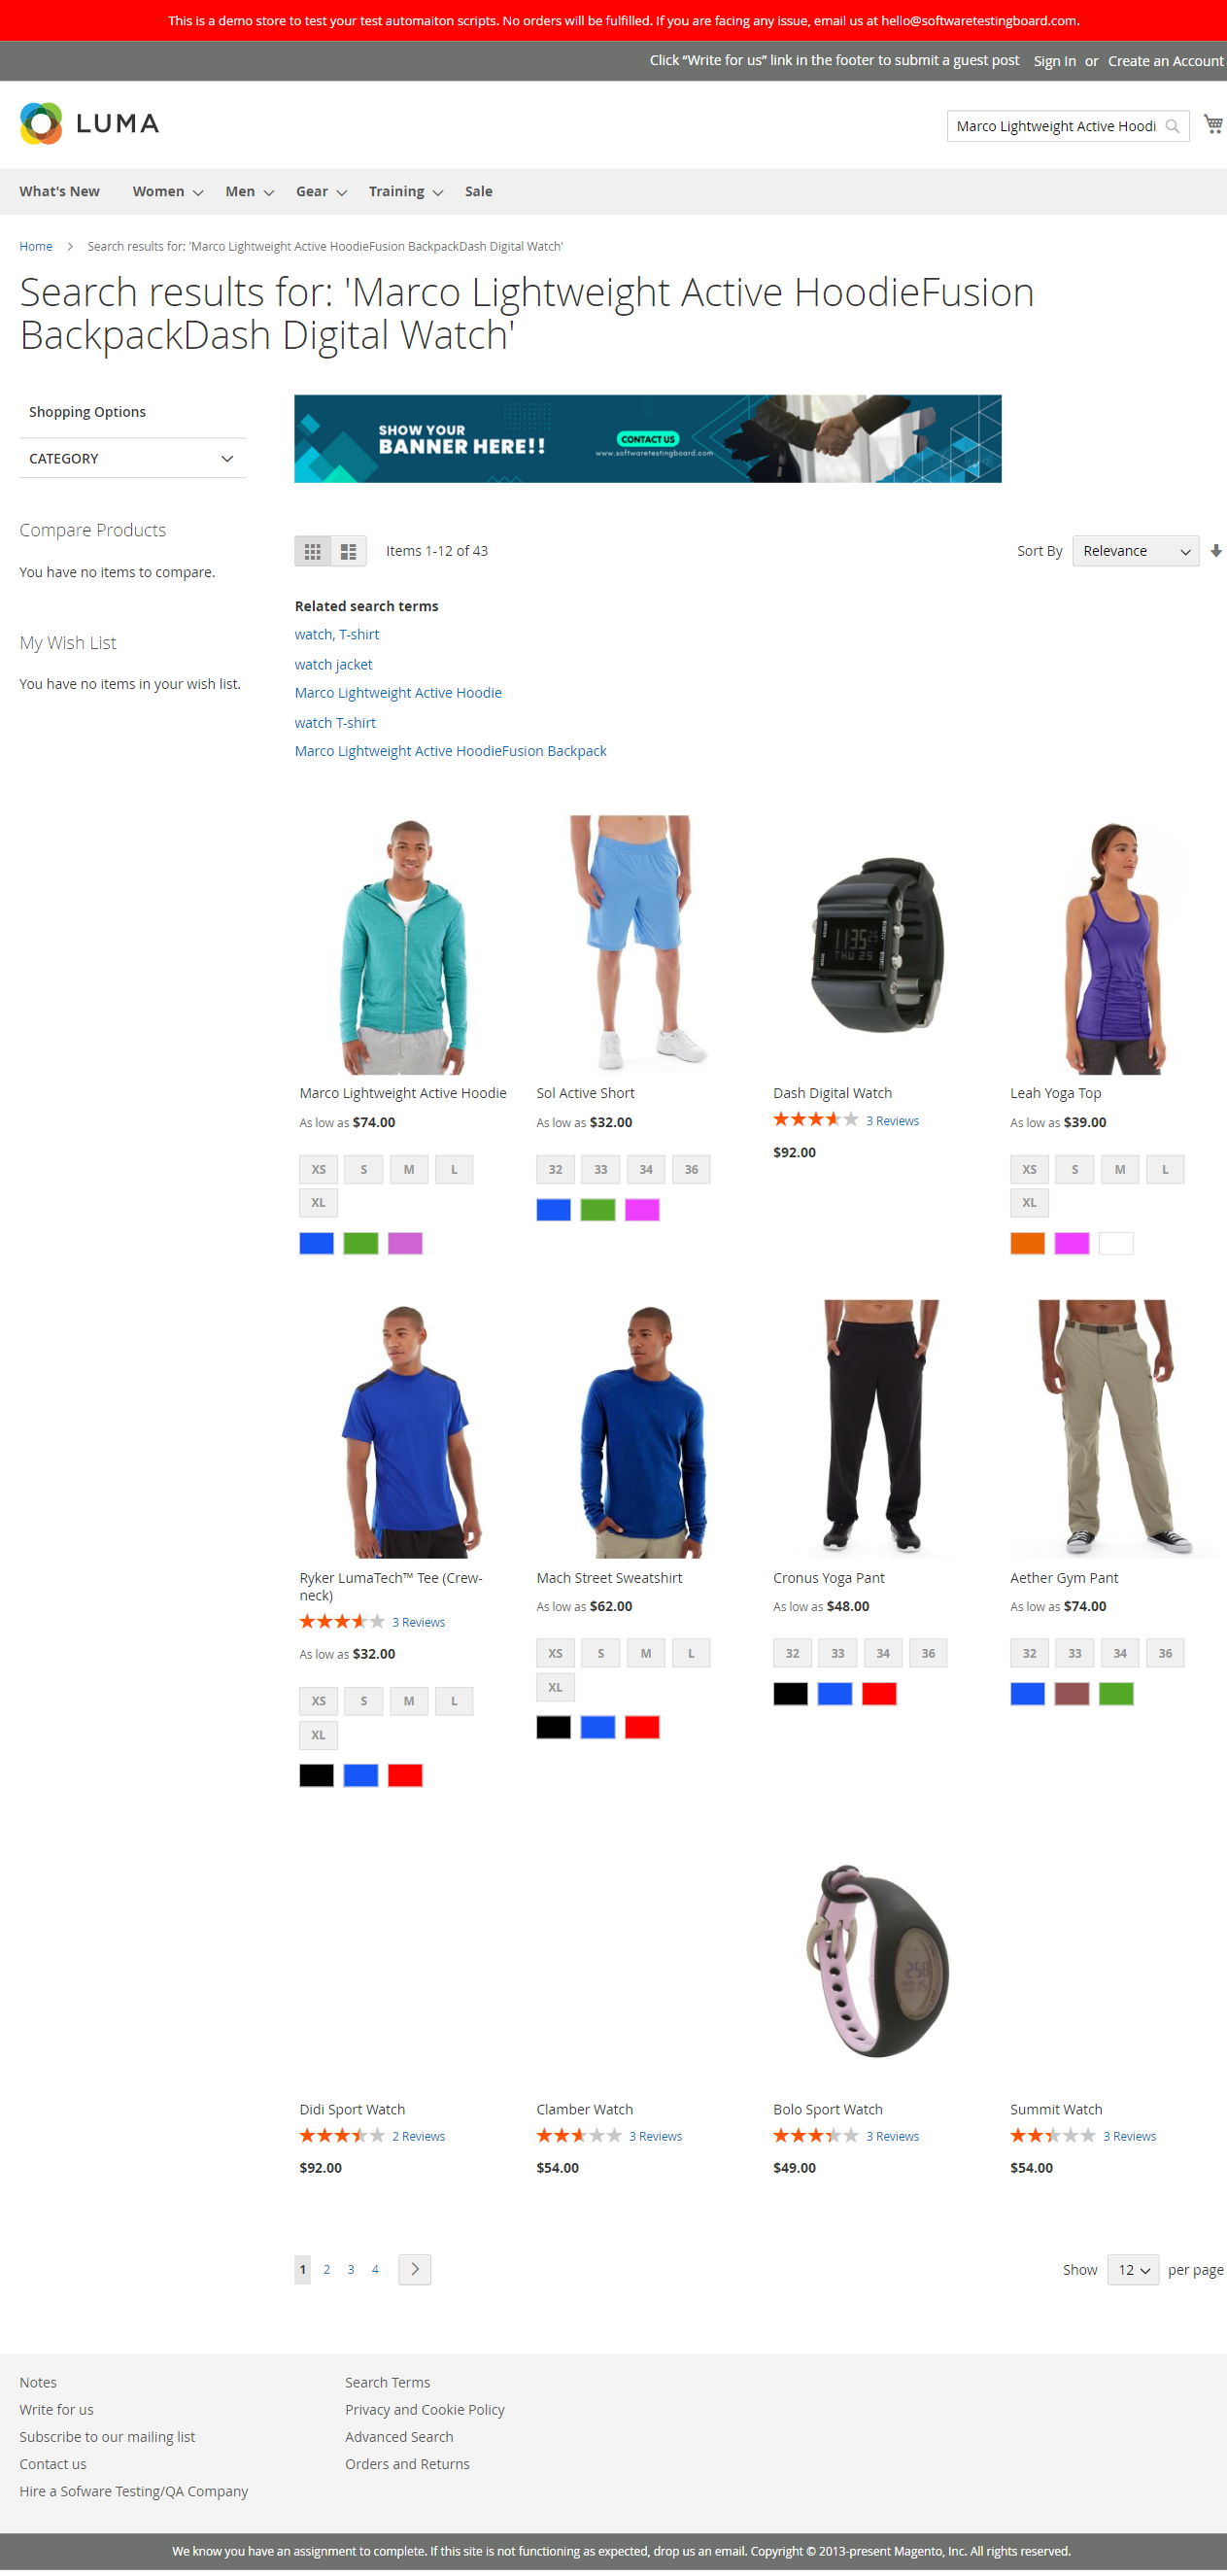 This is a demo store to test your test automaiton scripts. No orders will be fulfilled. If you are facing any issue, email us at hello@softwaretestingboard.com.
Click “Write for us” link in the footer to submit a guest post Sign In or Create an Account
LUMA
Marco Lightweight Active Hoodi
What's New Women Men Gear Training Sale
Home > Search results for: 'Marco Lightweight Active HoodieFusion BackpackDash Digital Watch'
Search results for: 'Marco Lightweight Active HoodieFusion
BackpackDash Digital Watch'
Shopping Options
CATEGORY
Compare Products
You have no items to compare.
My Wish List
You have no items in your wish list.
SHOW YOUR
BANNER HERE!!
CONTACT US
www.softwaretestingboard.com
Items 1-12 of 43
Sort By Relevance
Related search terms
watch, T-shirt
watch jacket
Marco Lightweight Active Hoodie
watch T-shirt
Marco Lightweight Active HoodieFusion Backpack
Marco Lightweight Active Hoodie
As low as $74.00
XS S M L
XL
Sol Active Short
As low as $32.00
32 33 34 36
11:35 25
THU 25
Dash Digital Watch
3 Reviews
$92.00
Leah Yoga Top
As low as $39.00
XS S M L
XL
Ryker LumaTech™ Tee (Crew-
neck)
3 Reviews
As low as $32.00
XS S M L
XL
Mach Street Sweatshirt
As low as $62.00
XS S M L
XL
Cronus Yoga Pant
As low as $48.00
32 33 34 36
Aether Gym Pant
As low as $74.00
32 33 34 36
Didi Sport Watch
2 Reviews
$92.00
Clamber Watch
3 Reviews
$54.00
Bolo Sport Watch
3 Reviews
$49.00
Summit Watch
3 Reviews
$54.00
1 2 3 4
Show 12 per page
Notes
Write for us
Subscribe to our mailing list
Contact us
Hire a Sofware Testing/QA Company
Search Terms
Privacy and Cookie Policy
Advanced Search
Orders and Returns
We know you have an assignment to complete. If this site is not functioning as expected, drop us an email. Copyright © 2013-present Magento, Inc. All rights reserved.